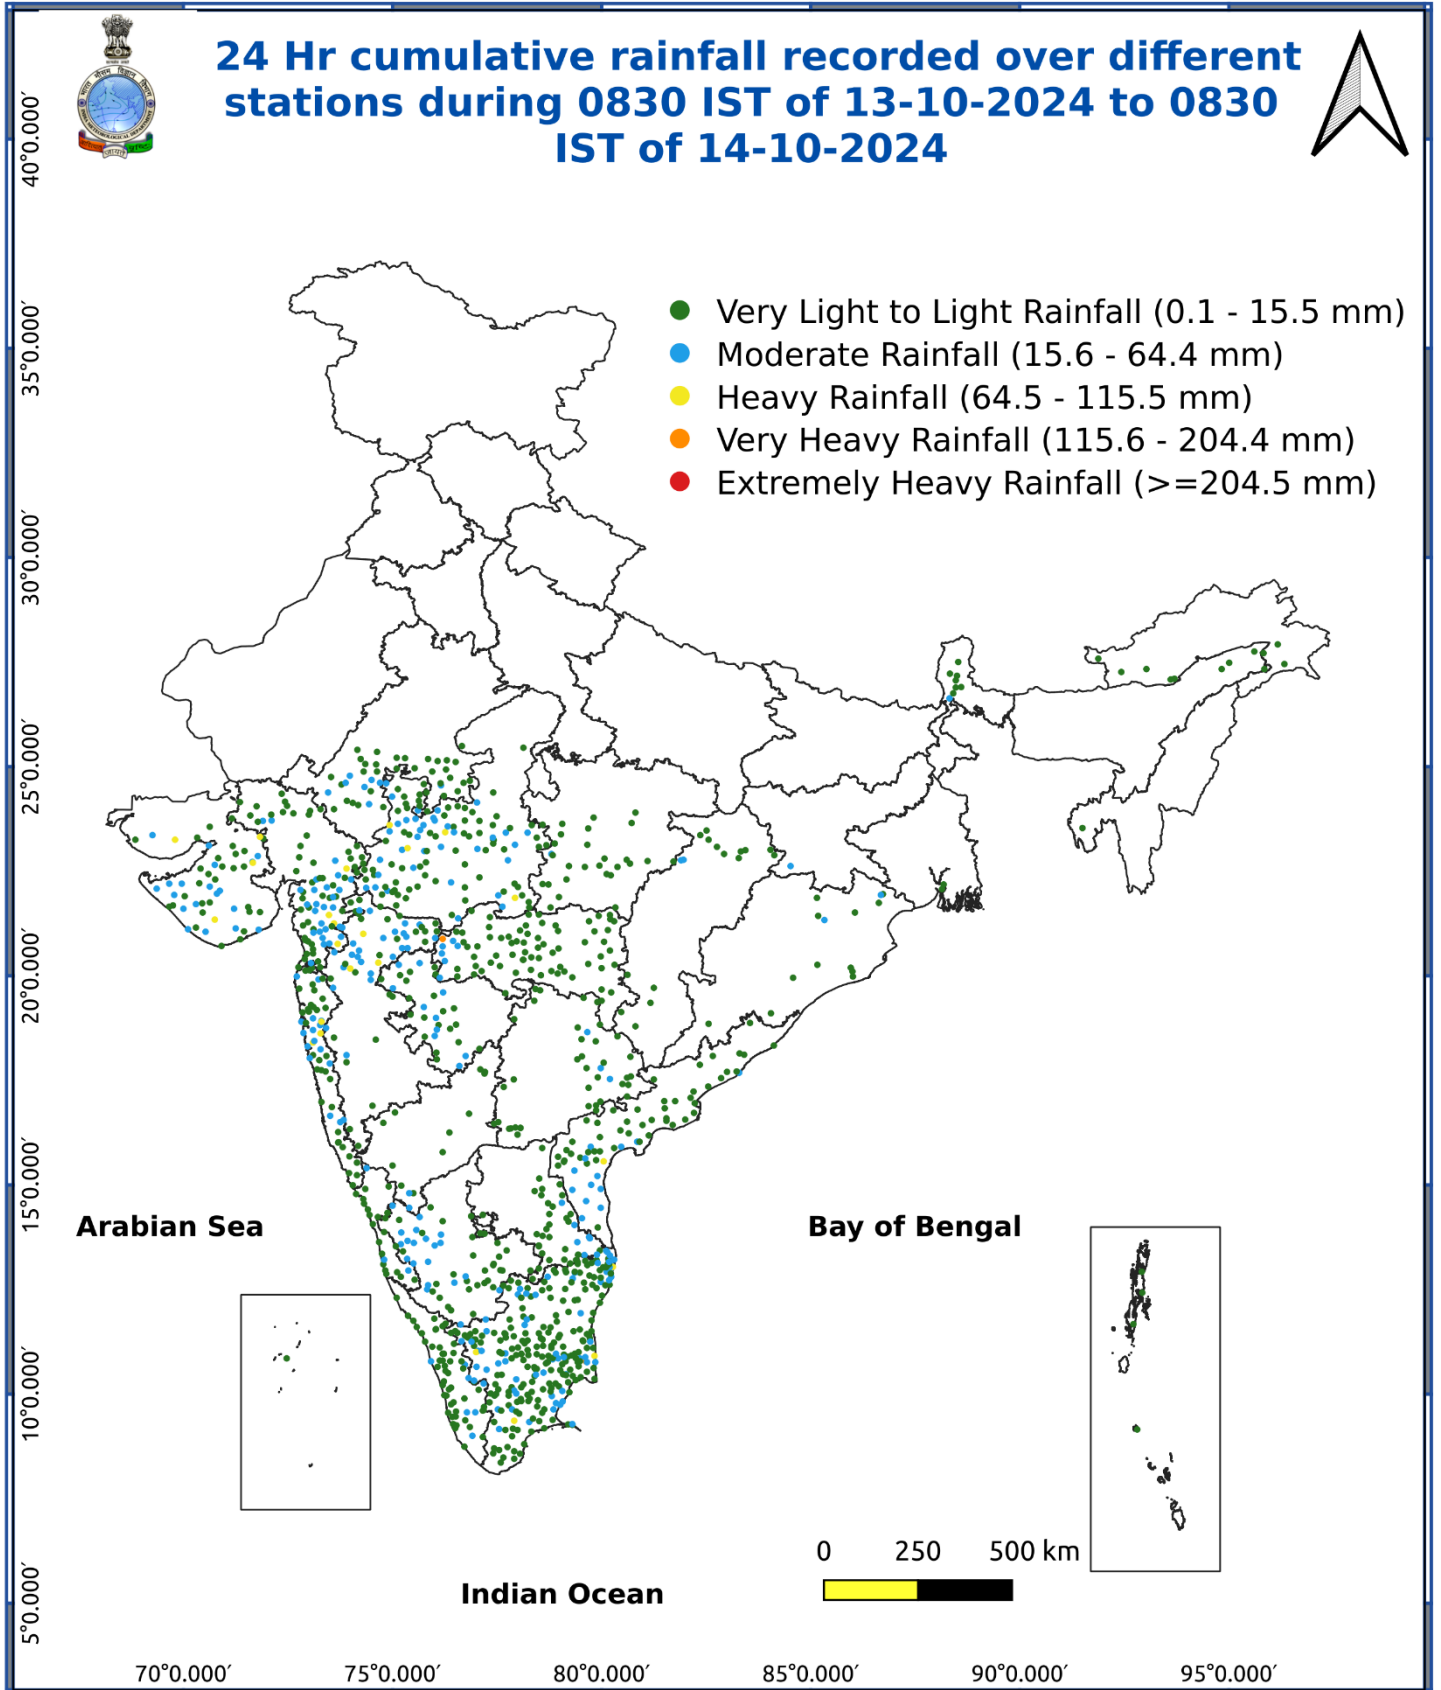 24 Hr cumulative rainfall recorded over different
stations during 0830 IST of 13-10-2024 to 0830
IST of 14-10-2024
Very Light to Light Rainfall (0.1 - 15.5 mm)
Moderate Rainfall (15.6 - 64.4 mm)
Heavy Rainfall (64.5 - 115.5 mm)
Very Heavy Rainfall (115.6 - 204.4 mm)
Extremely Heavy Rainfall (>=204.5 mm)
40°0.000′
35°0.000′
30°0.000′
25°0.000′
20°0.000′
15°0.000′
10°0.000′
5°0.000′
Arabian Sea
Bay of Bengal
Indian Ocean
0 250 500 km
70°0.000′ 75°0.000′ 80°0.000′ 85°0.000′ 90°0.000′ 95°0.000′